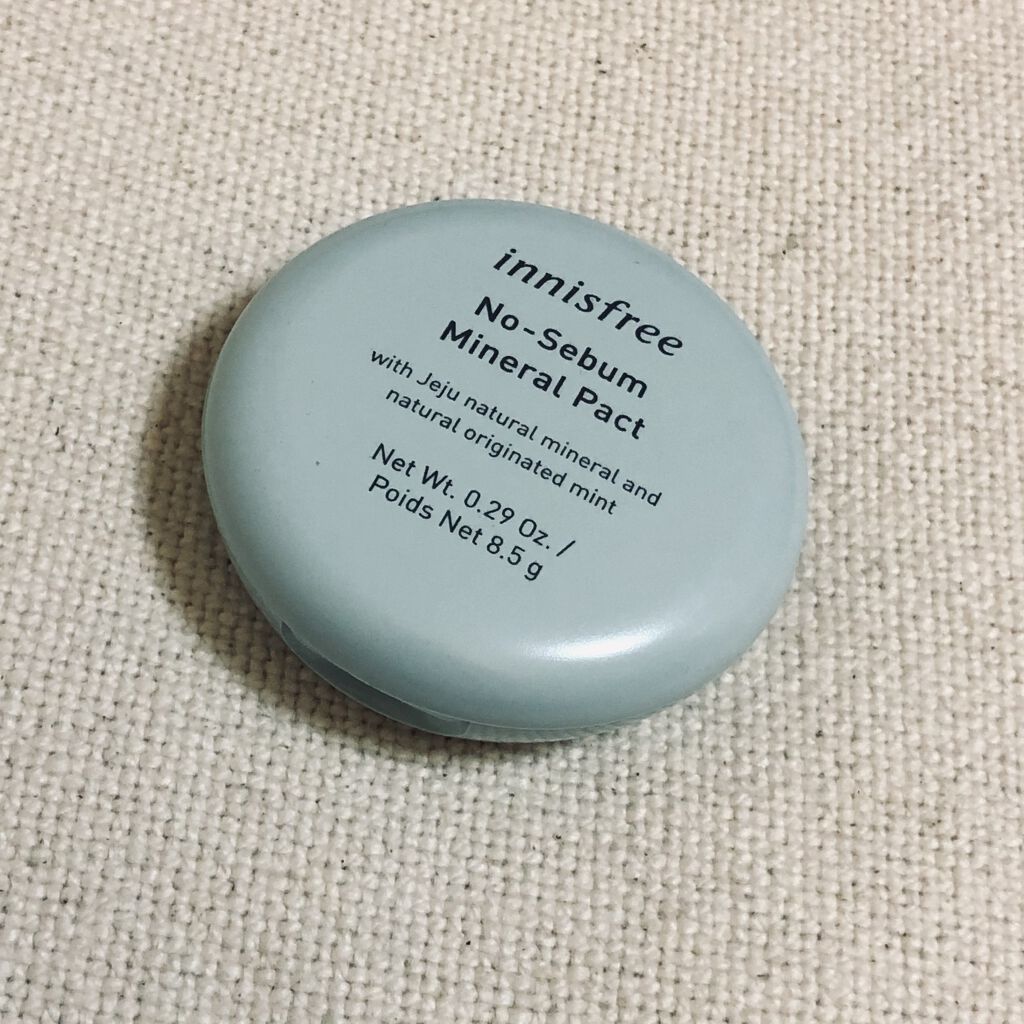 innisfree
No-Sebum
Mineral Pact
with Jeju natural mineral and
natural originated mint
Net Wt. 0.29 Oz. /
Poids Net 8.5 g